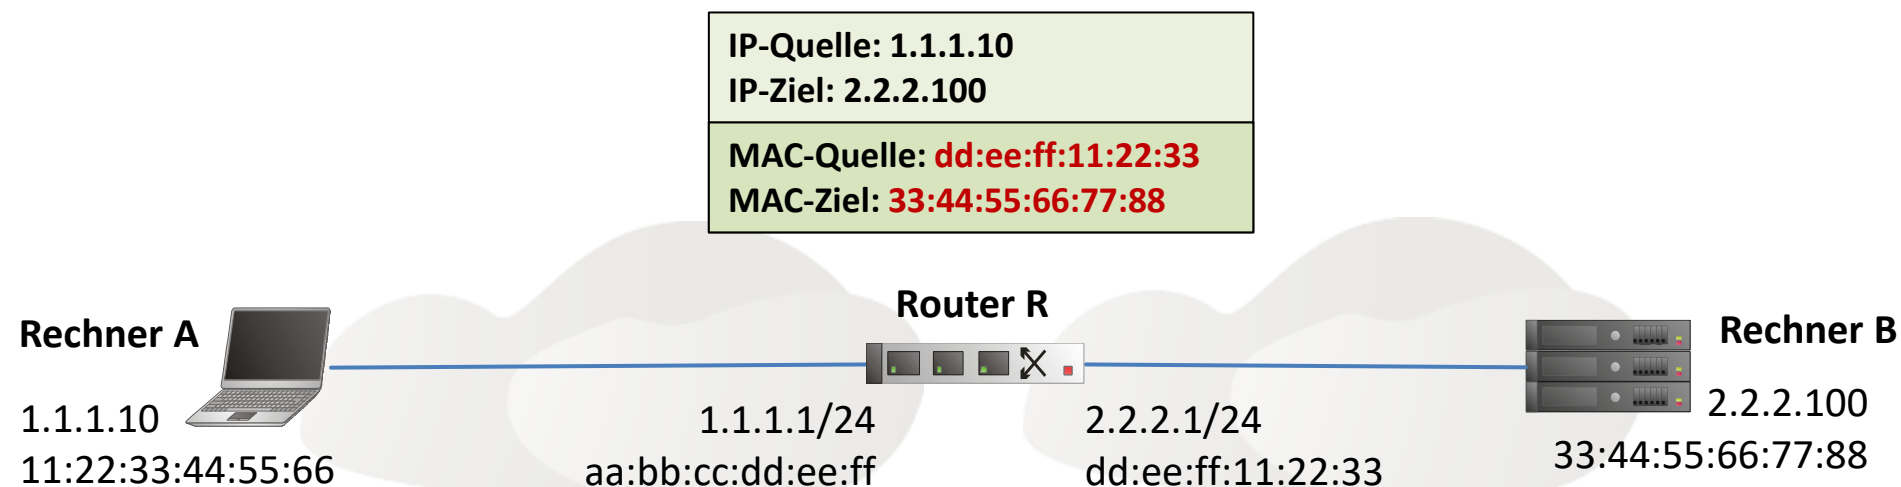 IP-Quelle: 1.1.1.10
IP-Ziel: 2.2.2.100
MAC-Quelle: dd:ee:ff:11:22:33
MAC-Ziel: 33:44:55:66:77:88
Router R
Rechner A
Rechner B
1.1.1.10
11:22:33:44:55:66
1.1.1.1/24
aa:bb:cc:dd:ee:ff
2.2.2.1/24
dd:ee:ff:11:22:33
2.2.2.100
33:44:55:66:77:88